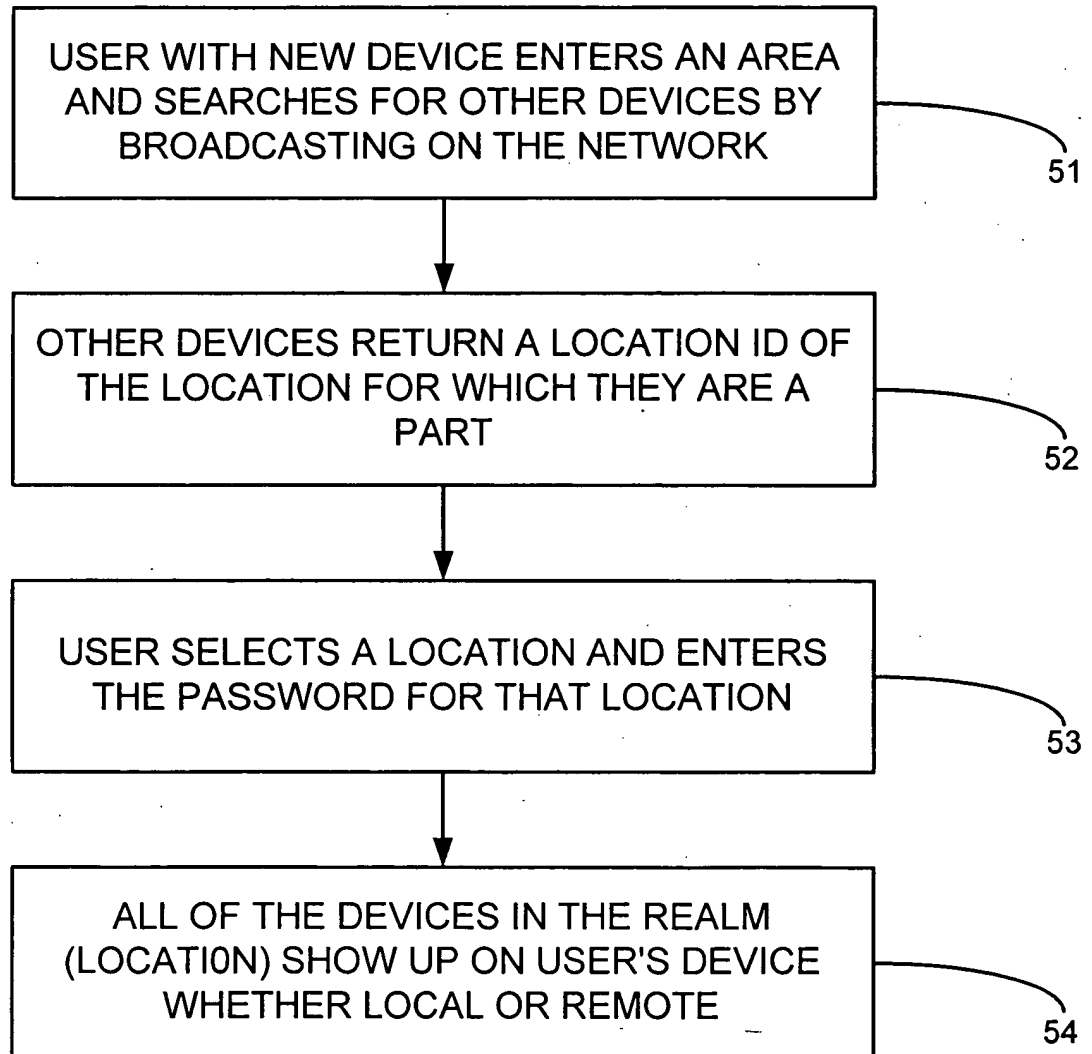 USER WITH NEW DEVICE ENTERS AN AREA
AND SEARCHES FOR OTHER DEVICES BY
BROADCASTING ON THE NETWORK
51
OTHER DEVICES RETURN A LOCATION ID OF
THE LOCATION FOR WHICH THEY ARE A
PART
52
USER SELECTS A LOCATION AND ENTERS
THE PASSWORD FOR THAT LOCATION
53
ALL OF THE DEVICES IN THE REALM
(LOCATION) SHOW UP ON USER'S DEVICE
WHETHER LOCAL OR REMOTE
54